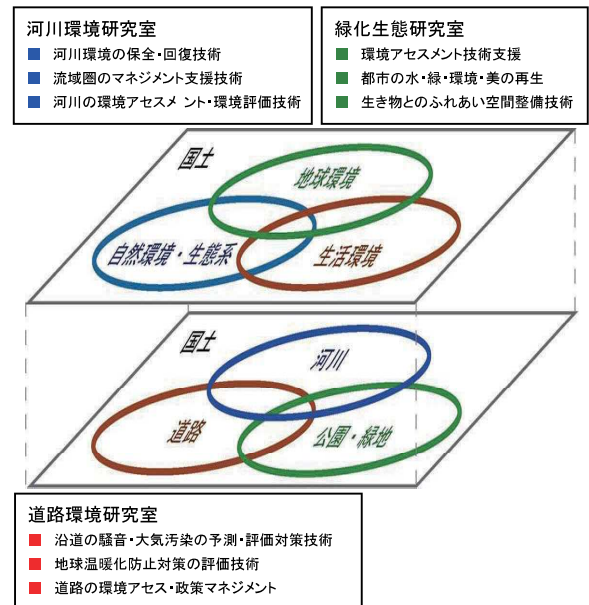 河川環境研究室
■ 河川環境の保全・回復技術
■ 流域圏のマネジメント支援技術
■ 河川の環境アセスメ ント・環境評価技術
緑化生態研究室
■ 環境アセスメント技術支援
■ 都市の水・緑・環境・美の再生
■ 生き物とのふれあい空間整備技術
国土
地球環境
自然環境・生態系
生活環境
国土
河川
道路
公園・緑地
道路環境研究室
■ 沿道の騒音・大気汚染の予測・評価対策技術
■ 地球温暖化防止対策の評価技術
■ 道路の環境アセス・政策マネジメント